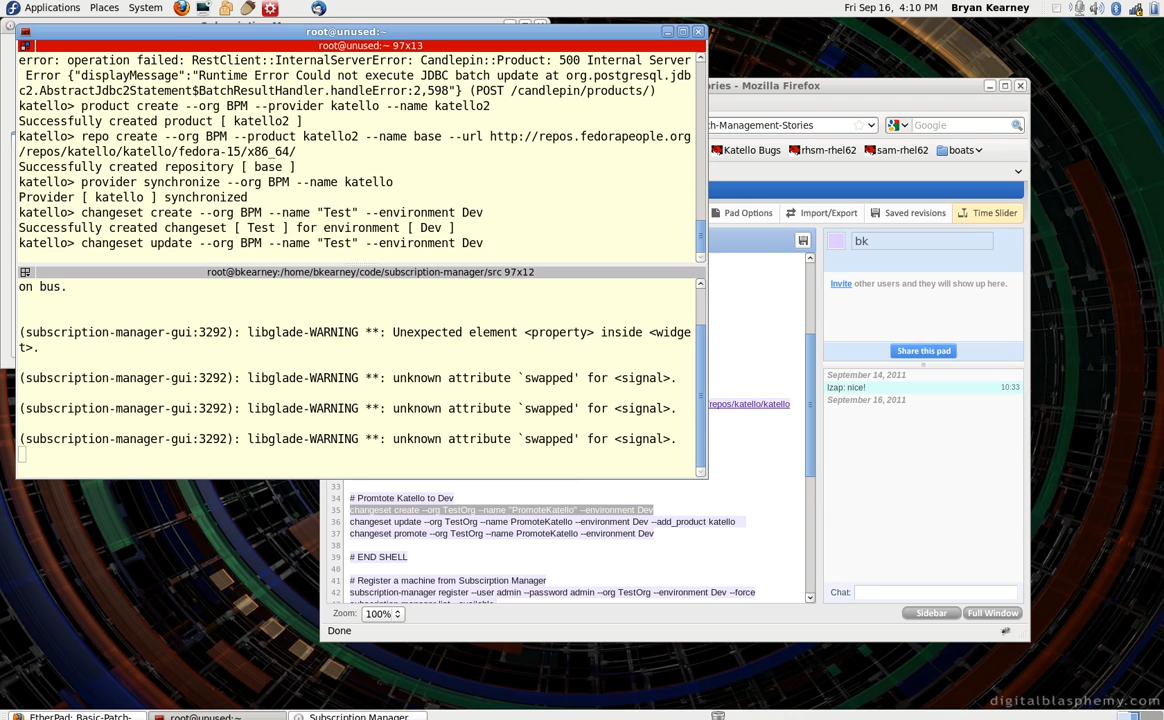 Applications Places System
Fri Sep 16, 4:10 PM Bryan Kearney
root@unused:~
root@unused:~ 97x13
error: operation failed: RestClient::InternalServerError: Candlepin::Product: 500 Internal Server
Error {"displayMessage":"Runtime Error Could not execute JDBC batch update at org.postgresql.jdb
c2.AbstractJdbc2Statement$BatchResultHandler.handleError:2,598"} (POST /candlepin/products/)
katello> product create --org BPM --provider katello --name katello2
Successfully created product [ katello2 ]
katello> repo create --org BPM --product katello2 --name base --url http://repos.fedorapeople.org
/repos/katello/katello/fedora-15/x86_64/
Successfully created repository [ base ]
katello> provider synchronize --org BPM --name katello
Provider [ katello ] synchronized
katello> changeset create --org BPM --name "Test" --environment Dev
Successfully created changeset [ Test ] for environment [ Dev ]
katello> changeset update --org BPM --name "Test" --environment Dev
root@bkearney:/home/bkearney/code/subscription-manager/src 97x12
on bus.
(subscription-manager-gui:3292): libglade-WARNING **: Unexpected element <property> inside <widge
t>.
(subscription-manager-gui:3292): libglade-WARNING **: unknown attribute `swapped' for <signal>.
(subscription-manager-gui:3292): libglade-WARNING **: unknown attribute `swapped' for <signal>.
(subscription-manager-gui:3292): libglade-WARNING **: unknown attribute `swapped' for <signal>.
ories - Mozilla Firefox
h-Management-Stories
Google
Katello Bugs rhsm-rhel62 sam-rhel62 boats
Pad Options Import/Export Saved revisions Time Slider
bk
Invite other users and they will show up here.
Share this pad
September 14, 2011
lzap: nice! 10:33
September 16, 2011
repos/katello/katello
33
34 # Promtote Katello to Dev
35 changeset create --org TestOrg --name "PromoteKatello" --environment Dev
36 changeset update --org TestOrg --name PromoteKatello --environment Dev --add_product katello
37 changeset promote --org TestOrg --name PromoteKatello --environment Dev
38
39 # END SHELL
40
41 # Register a machine from Subscirption Manager
42 subscription-manager register --user admin --password admin --org TestOrg --environment Dev --force
Chat:
Zoom: 100% Sidebar Full Window
Done
digitalblasphemy.com
EtherPad: Basic-Patch- root@unused:~ Subscription Manager